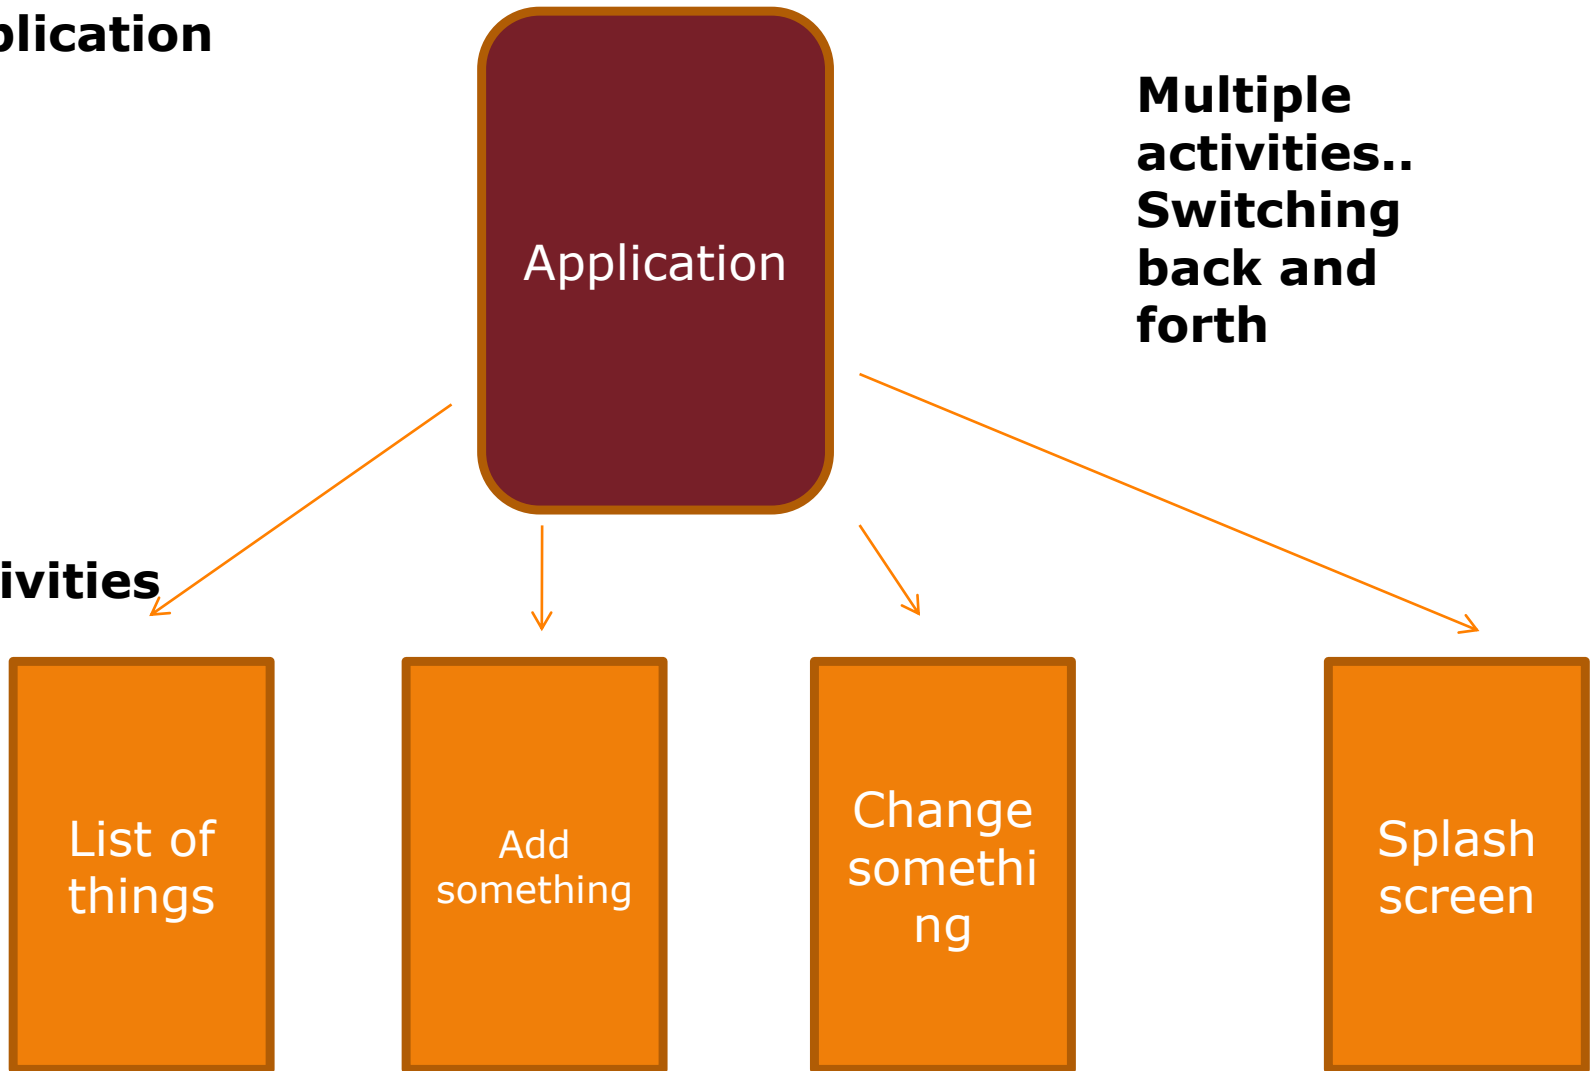 plication
Multiple
activities..
Switching
back and
forth
Application
ivities
List of
things
Add
something
Change
somethi
ng
Splash
screen